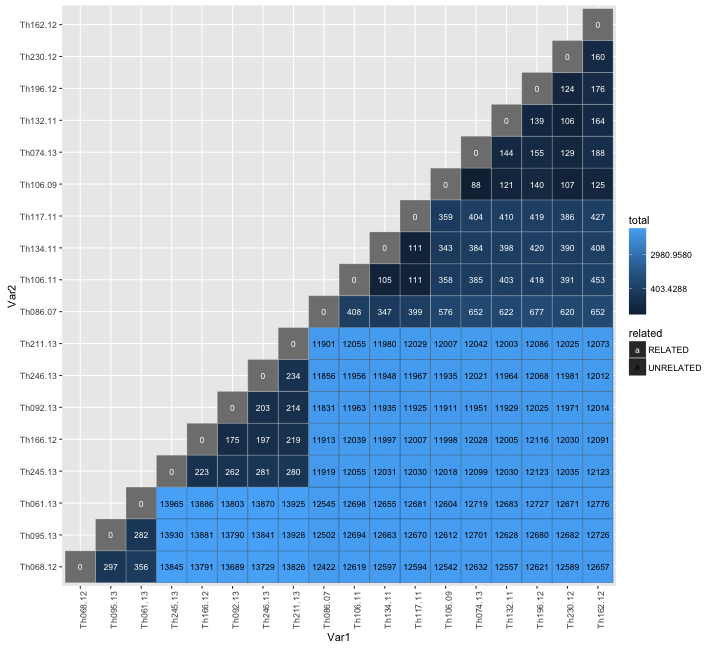 Th162.12 0
Th230.12 0 160
Th196.12 0 124 176
Th132.11 0 139 106 164
Th074.13 0 144 155 129 188
Th106.09 0 88 121 140 107 125
Th117.11 0 359 404 410 419 386 427
Th134.11 0 111 343 384 398 420 390 408
Th106.11 0 105 111 358 385 403 418 391 453
Th086.07 0 408 347 399 576 652 622 677 620 652
Th211.13 0 11901 12055 11980 12029 12007 12042 12003 12086 12025 12073
Th246.13 0 234 11856 11956 11948 11967 11935 12021 11964 12068 11981 12012
Th092.13 0 203 214 11831 11963 11935 11925 11911 11951 11929 12025 11971 12014
Th166.12 0 175 197 219 11913 12039 11997 12007 11998 12028 12005 12116 12030 12091
Th245.13 0 223 262 281 280 11919 12055 12031 12030 12018 12099 12030 12123 12035 12123
Th061.13 0 13965 13886 13803 13870 13925 12545 12698 12655 12681 12604 12719 12683 12727 12671 12776
Th095.13 0 282 13930 13881 13790 13841 13928 12502 12694 12663 12670 12612 12701 12628 12680 12682 12726
Th068.12 0 297 356 13845 13791 13689 13729 13826 12422 12619 12597 12594 12542 12632 12557 12621 12589 12657
Th068.12 Th095.13 Th061.13 Th245.13 Th166.12 Th092.13 Th246.13 Th211.13 Th086.07 Th106.11 Th134.11 Th117.11 Th106.09 Th074.13 Th132.11 Th196.12 Th230.12 Th162.12
Var1
Var2
total
2980.9580
403.4288
related
a RELATED
a UNRELATED